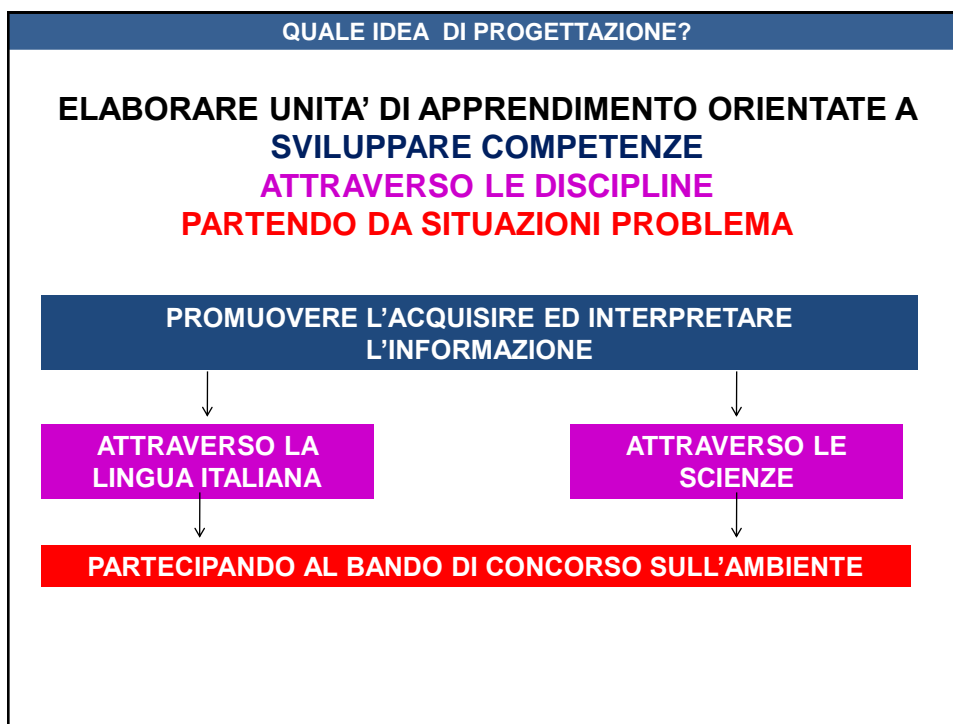 QUALE IDEA DI PROGETTAZIONE?
ELABORARE UNITA’ DI APPRENDIMENTO ORIENTATE A
SVILUPPARE COMPETENZE
ATTRAVERSO LE DISCIPLINE
PARTENDO DA SITUAZIONI PROBLEMA
PROMUOVERE L’ACQUISIRE ED INTERPRETARE
L’INFORMAZIONE
ATTRAVERSO LA
LINGUA ITALIANA
ATTRAVERSO LE
SCIENZE
PARTECIPANDO AL BANDO DI CONCORSO SULL’AMBIENTE